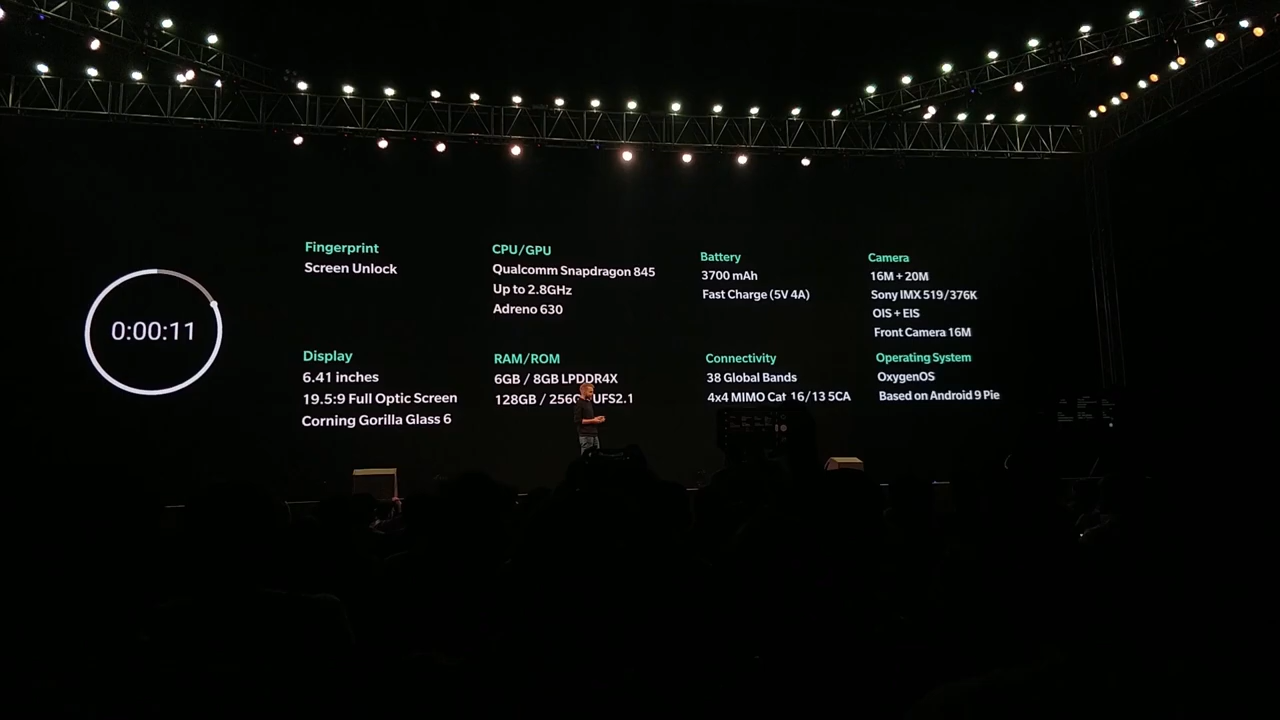 0:00:11
Fingerprint
Screen Unlock
CPU/GPU
Qualcomm Snapdragon 845
Up to 2.8GHz
Adreno 630
Battery
3700 mAh
Fast Charge (5V 4A)
Camera
16M + 20M
Sony IMX 519/376K
OIS + EIS
Front Camera 16M
Display
6.41 inches
19.5:9 Full Optic Screen
Corning Gorilla Glass 6
RAM/ROM
6GB / 8GB LPDDR4X
128GB / 256G UFS2.1
Connectivity
38 Global Bands
4x4 MIMO Cat 16/13 5CA
Operating System
OxygenOS
Based on Android 9 Pie